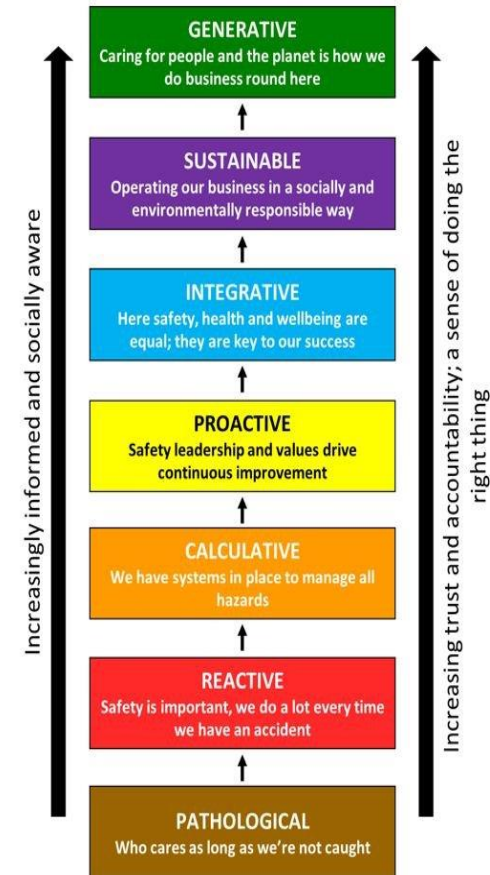 GENERATIVE
Caring for people and the planet is how we
do business round here
SUSTAINABLE
Operating our business in a socially and
environmentally responsible way
INTEGRATIVE
Here safety, health and wellbeing are
equal; they are key to our success
PROACTIVE
Safety leadership and values drive
continuous improvement
CALCULATIVE
We have systems in place to manage all
hazards
REACTIVE
Safety is important, we do a lot every time
we have an accident
PATHOLOGICAL
Who cares as long as we're not caught
Increasingly informed and socially aware
Increasing trust and accountability; a sense of doing the
right thing